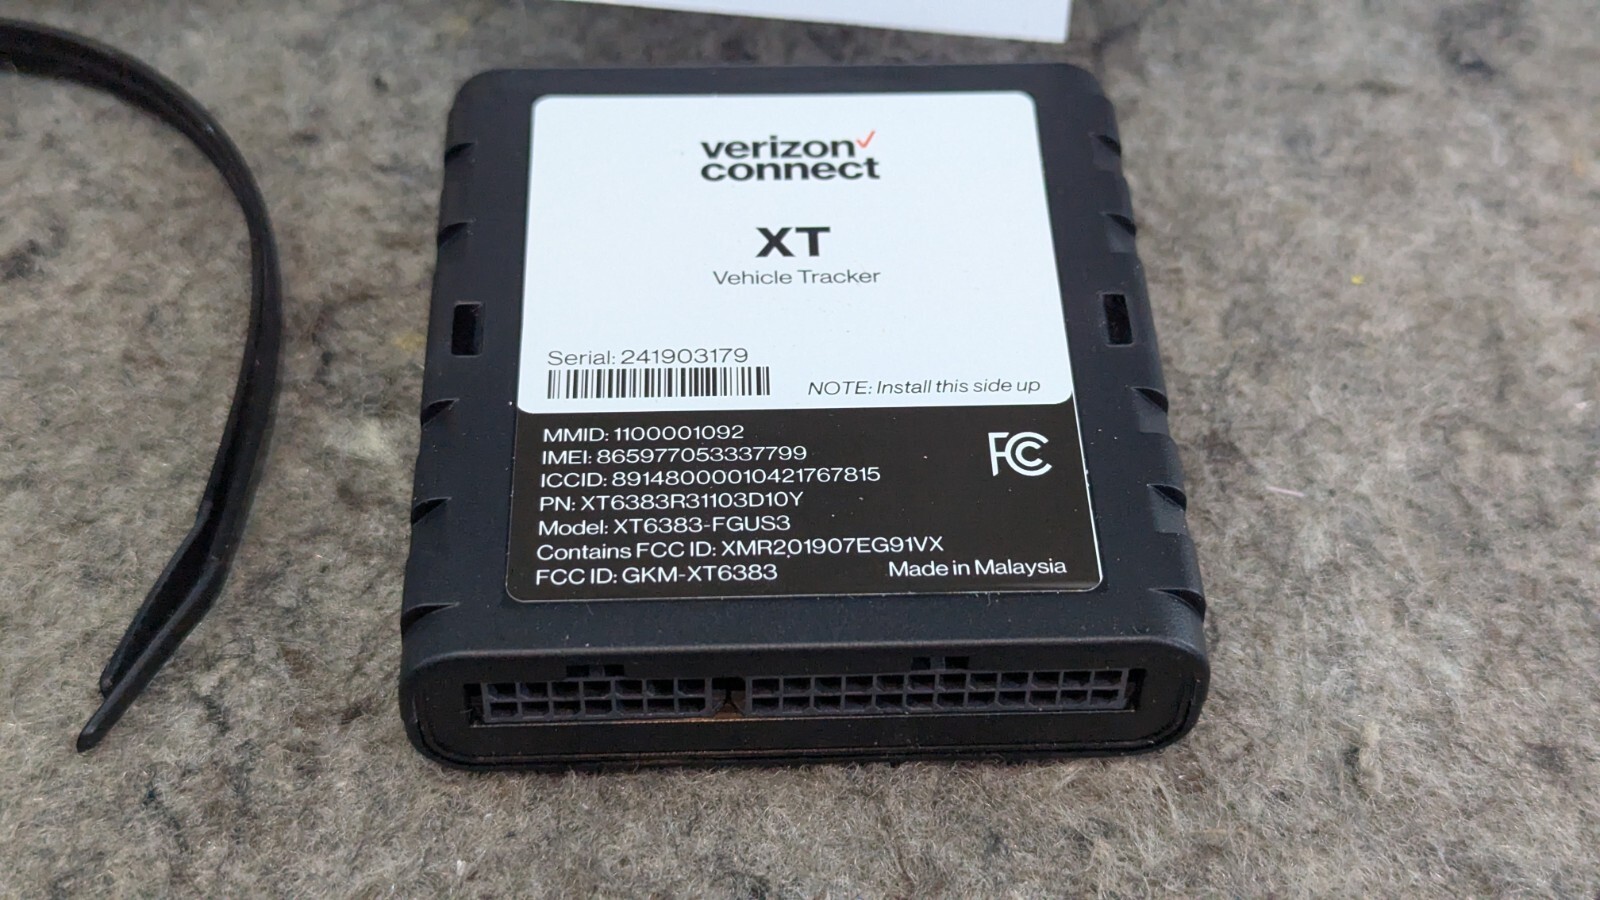 verizon
connect
XT
Vehicle Tracker
Serial: 241903179
NOTE: Install this side up
MMID: 1100001092
IMEI: 865977053337799
ICCID: 89148000010421767815
PN: XT6383R31103D10Y
Model: XT6383-FGUS3
Contains FCC ID: XMR201907EG91VX
FCC ID: GKM-XT6383
Made in Malaysia
FC